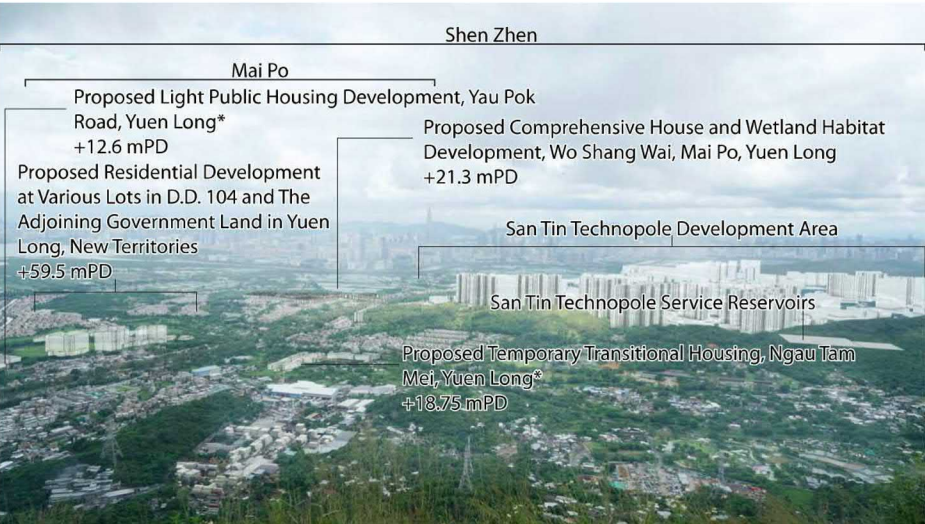 Shen Zhen
Mai Po
Proposed Light Public Housing Development, Yau Pok
Road, Yuen Long*
+12.6 mPD
Proposed Comprehensive House and Wetland Habitat
Development, Wo Shang Wai, Mai Po, Yuen Long
+21.3 mPD
Proposed Residential Development
at Various Lots in D.D. 104 and The
Adjoining Government Land in Yuen
Long, New Territories
+59.5 mPD
San Tin Technopole Development Area
San Tin Technopole Service Reservoirs
Proposed Temporary Transitional Housing, Ngau Tam
Mei, Yuen Long*
+18.75 mPD